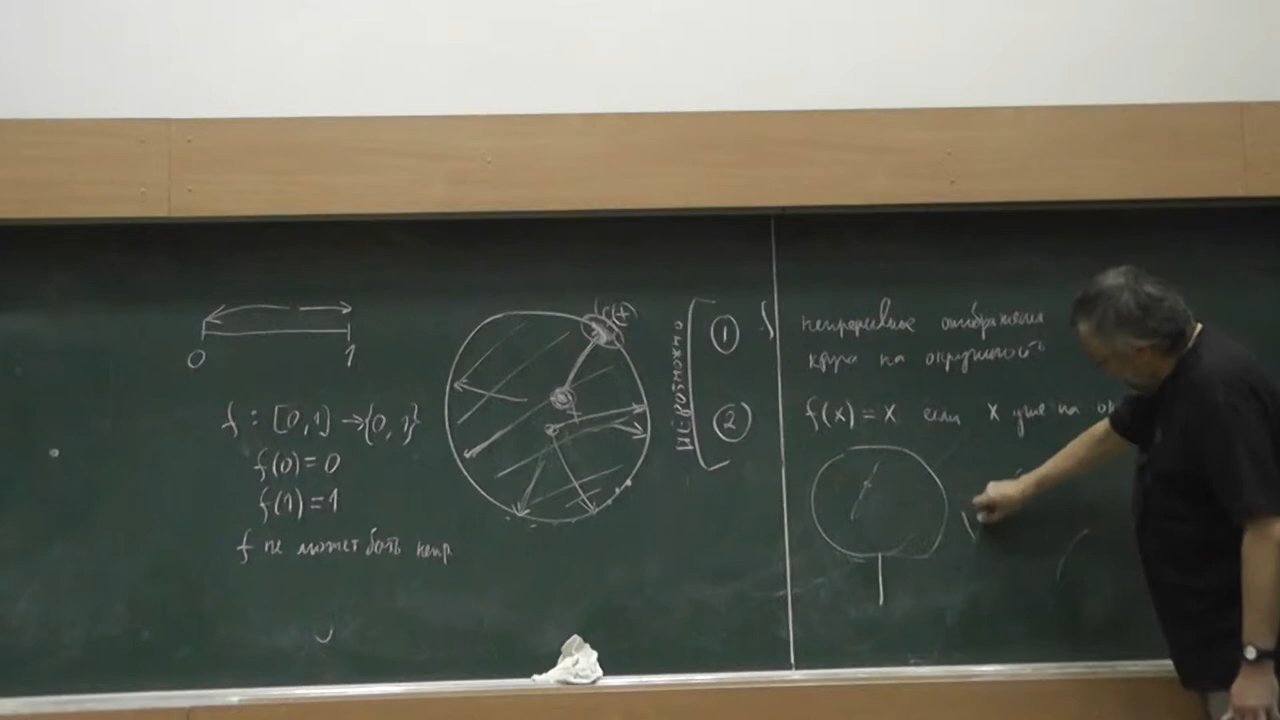 0 1
f : [0,1] → {0,1}
f(0) = 0
f(1) = 1
f не может быть непр
невозможно
1
2
f непрерывное отображения
круга на окружность
f(x) = x если x уже на ок